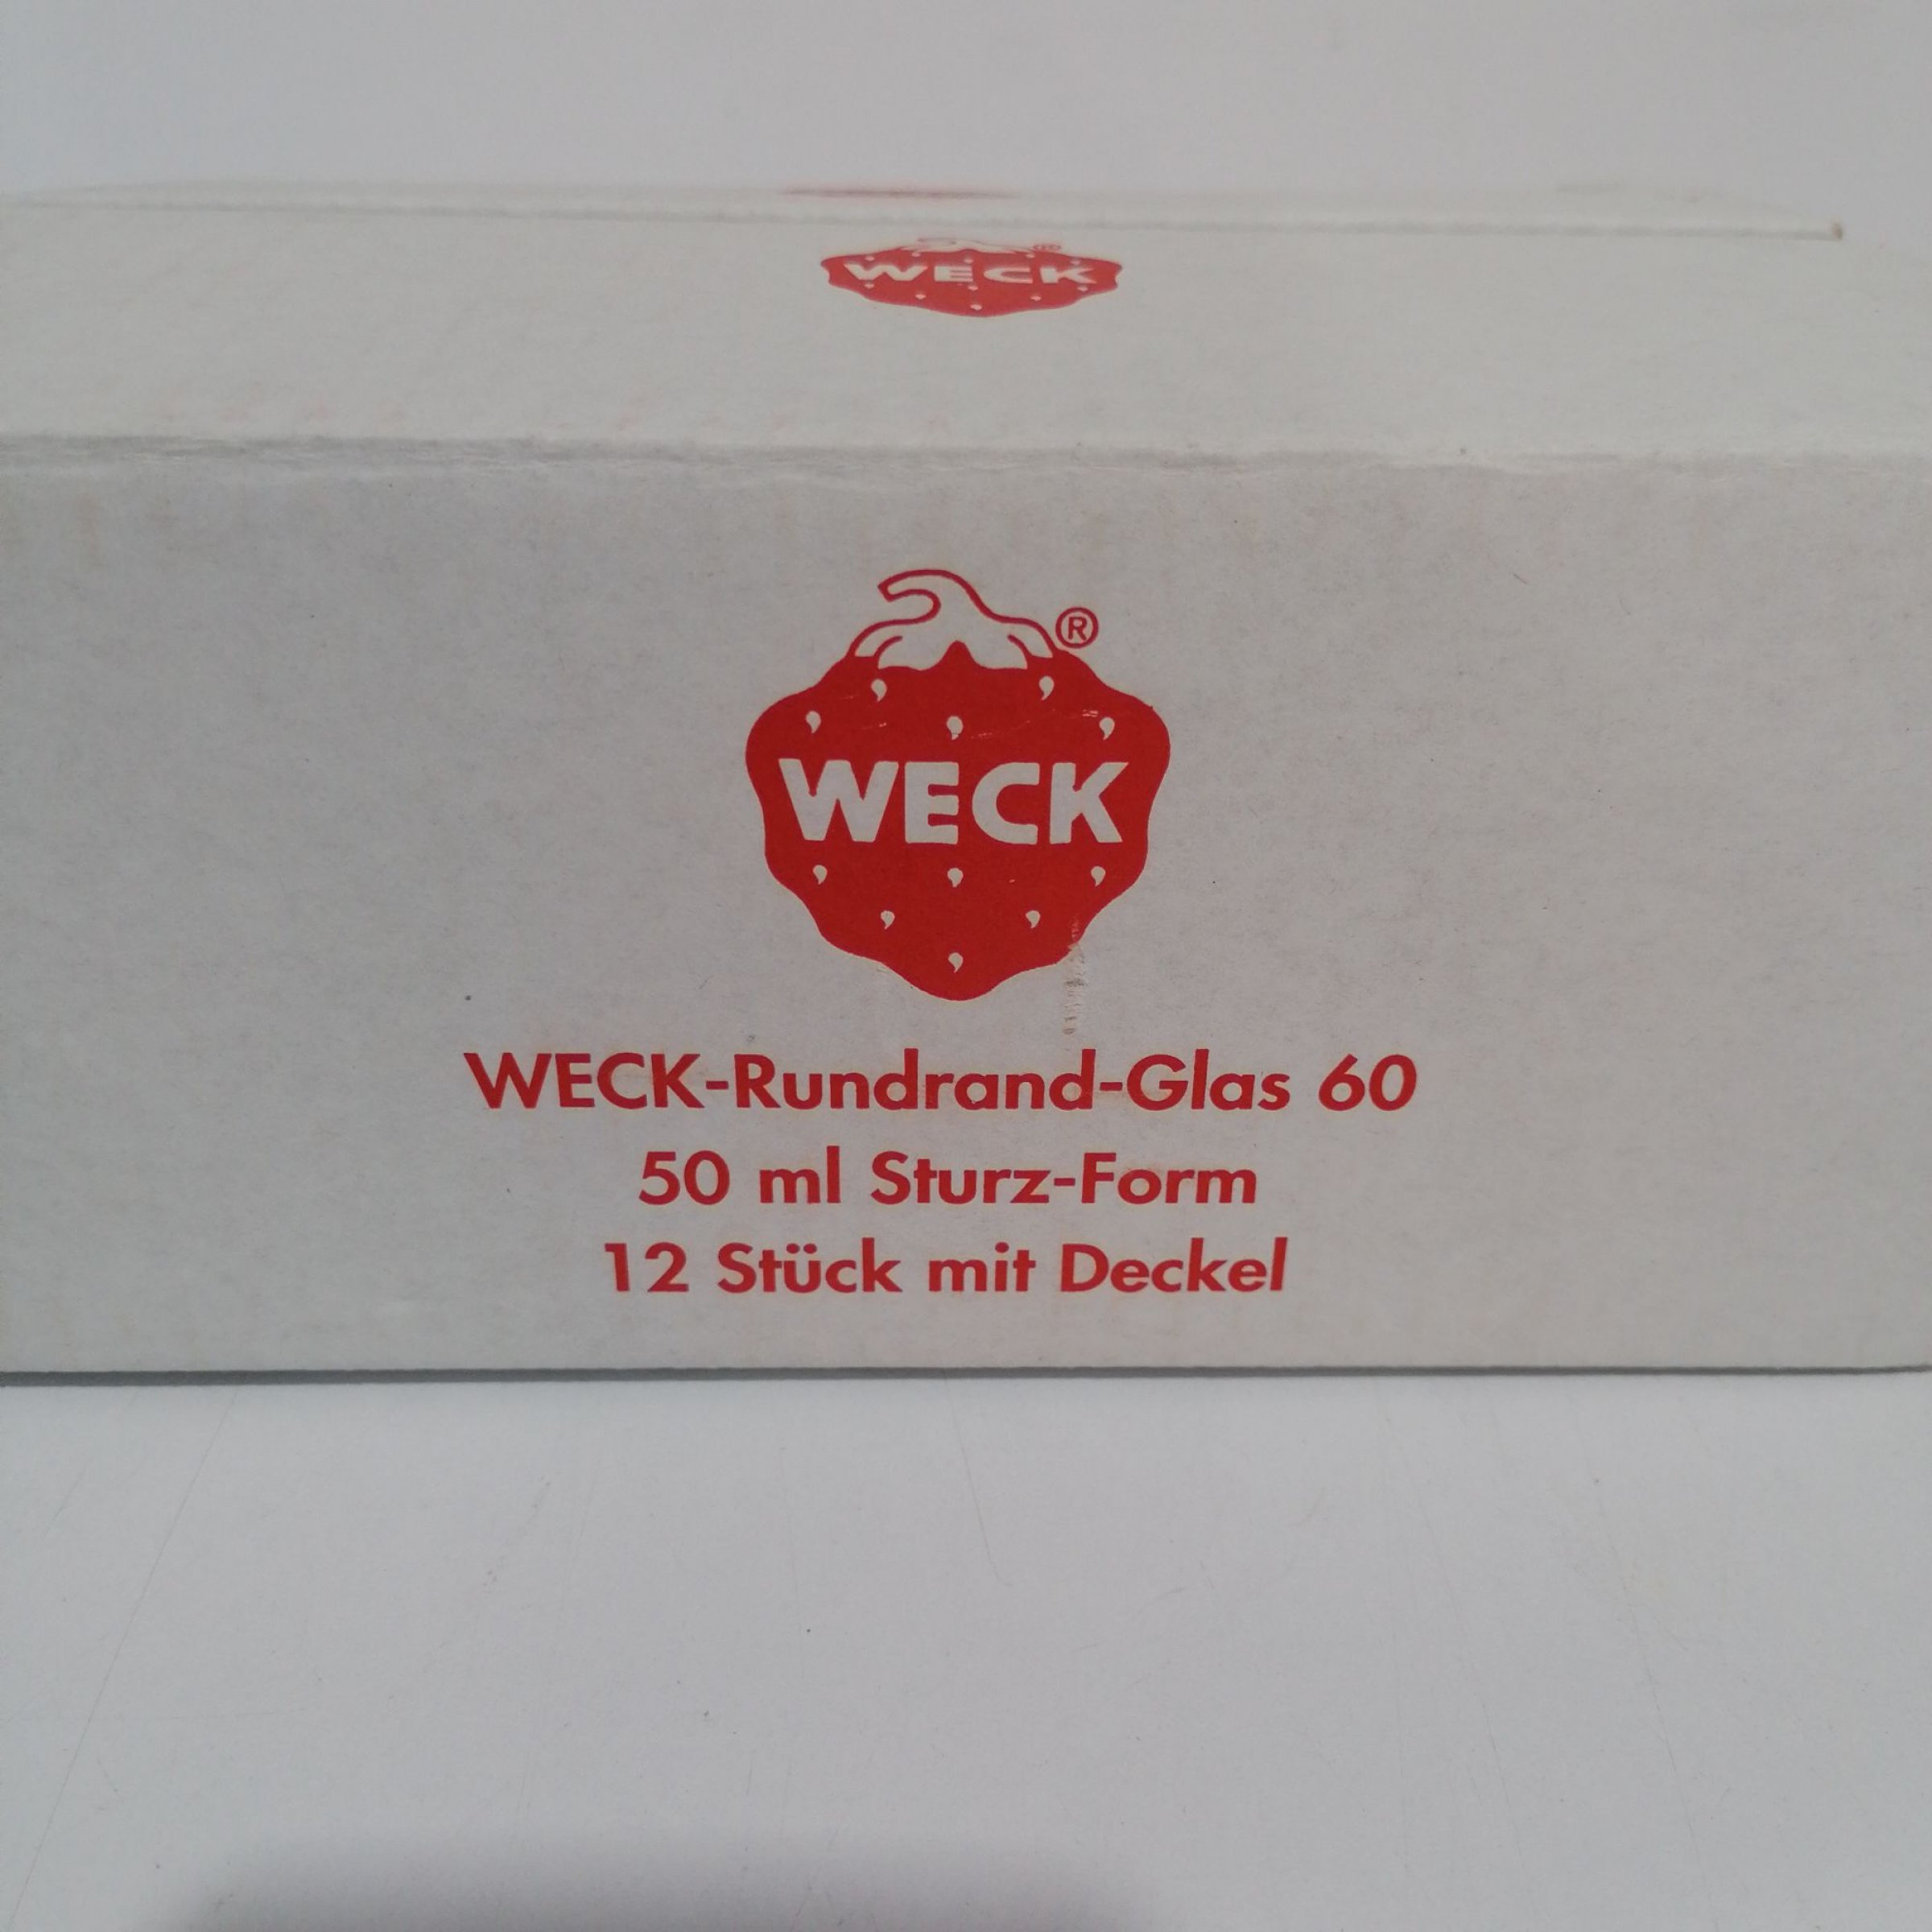 WECK
®
WECK
WECK-Rundrand-Glas 60
50 ml Sturz-Form
12 Stück mit Deckel